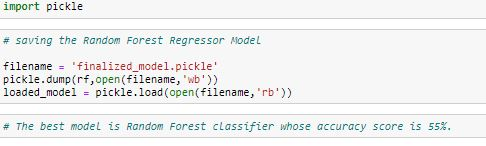 import pickle
# saving the Random Forest Regressor Model
filename = 'finalized_model.pickle'
pickle.dump(rf,open(filename,'wb'))
loaded_model = pickle.load(open(filename,'rb'))
# The best model is Random Forest classifier whose accuracy score is 55%.